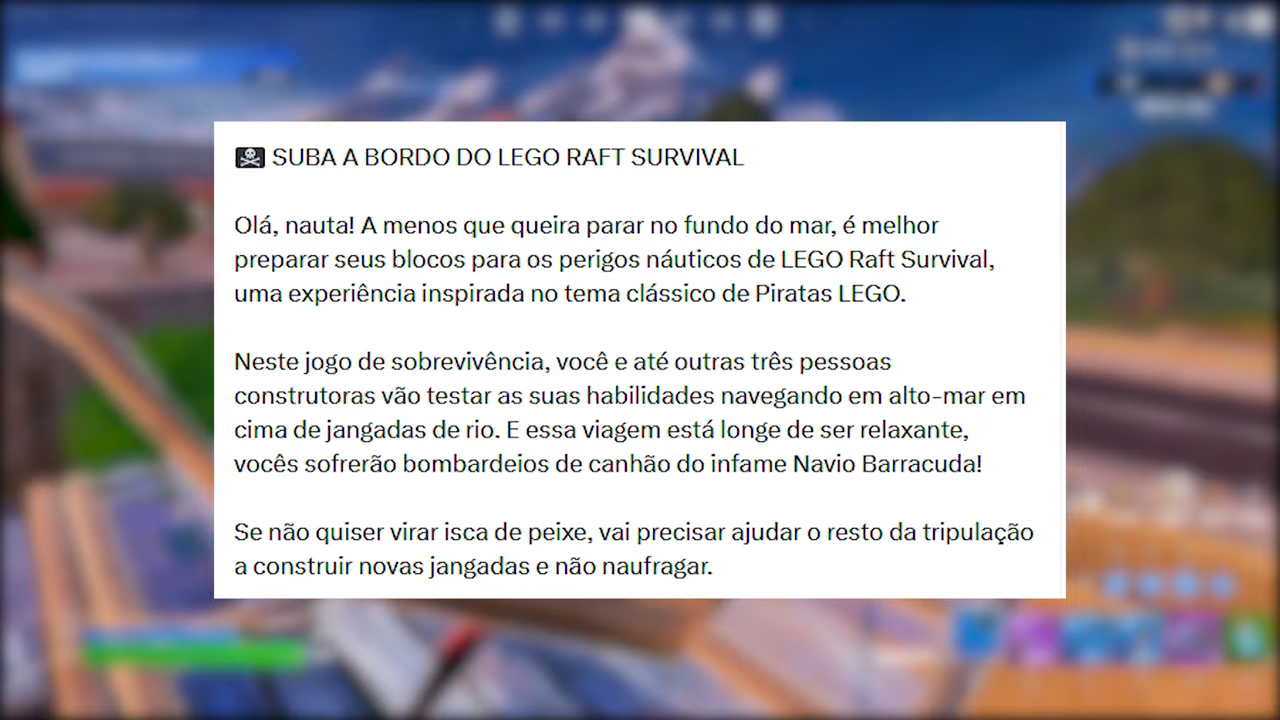 🏴‍☠️ SUBA A BORDO DO LEGO RAFT SURVIVAL
Olá, nauta! A menos que queira parar no fundo do mar, é melhor
preparar seus blocos para os perigos náuticos de LEGO Raft Survival,
uma experiência inspirada no tema clássico de Piratas LEGO.
Neste jogo de sobrevivência, você e até outras três pessoas
construtoras vão testar as suas habilidades navegando em alto-mar em
cima de jangadas de rio. E essa viagem está longe de ser relaxante,
vocês sofrerão bombardeios de canhão do infame Navio Barracuda!
Se não quiser virar isca de peixe, vai precisar ajudar o resto da tripulação
a construir novas jangadas e não naufragar.